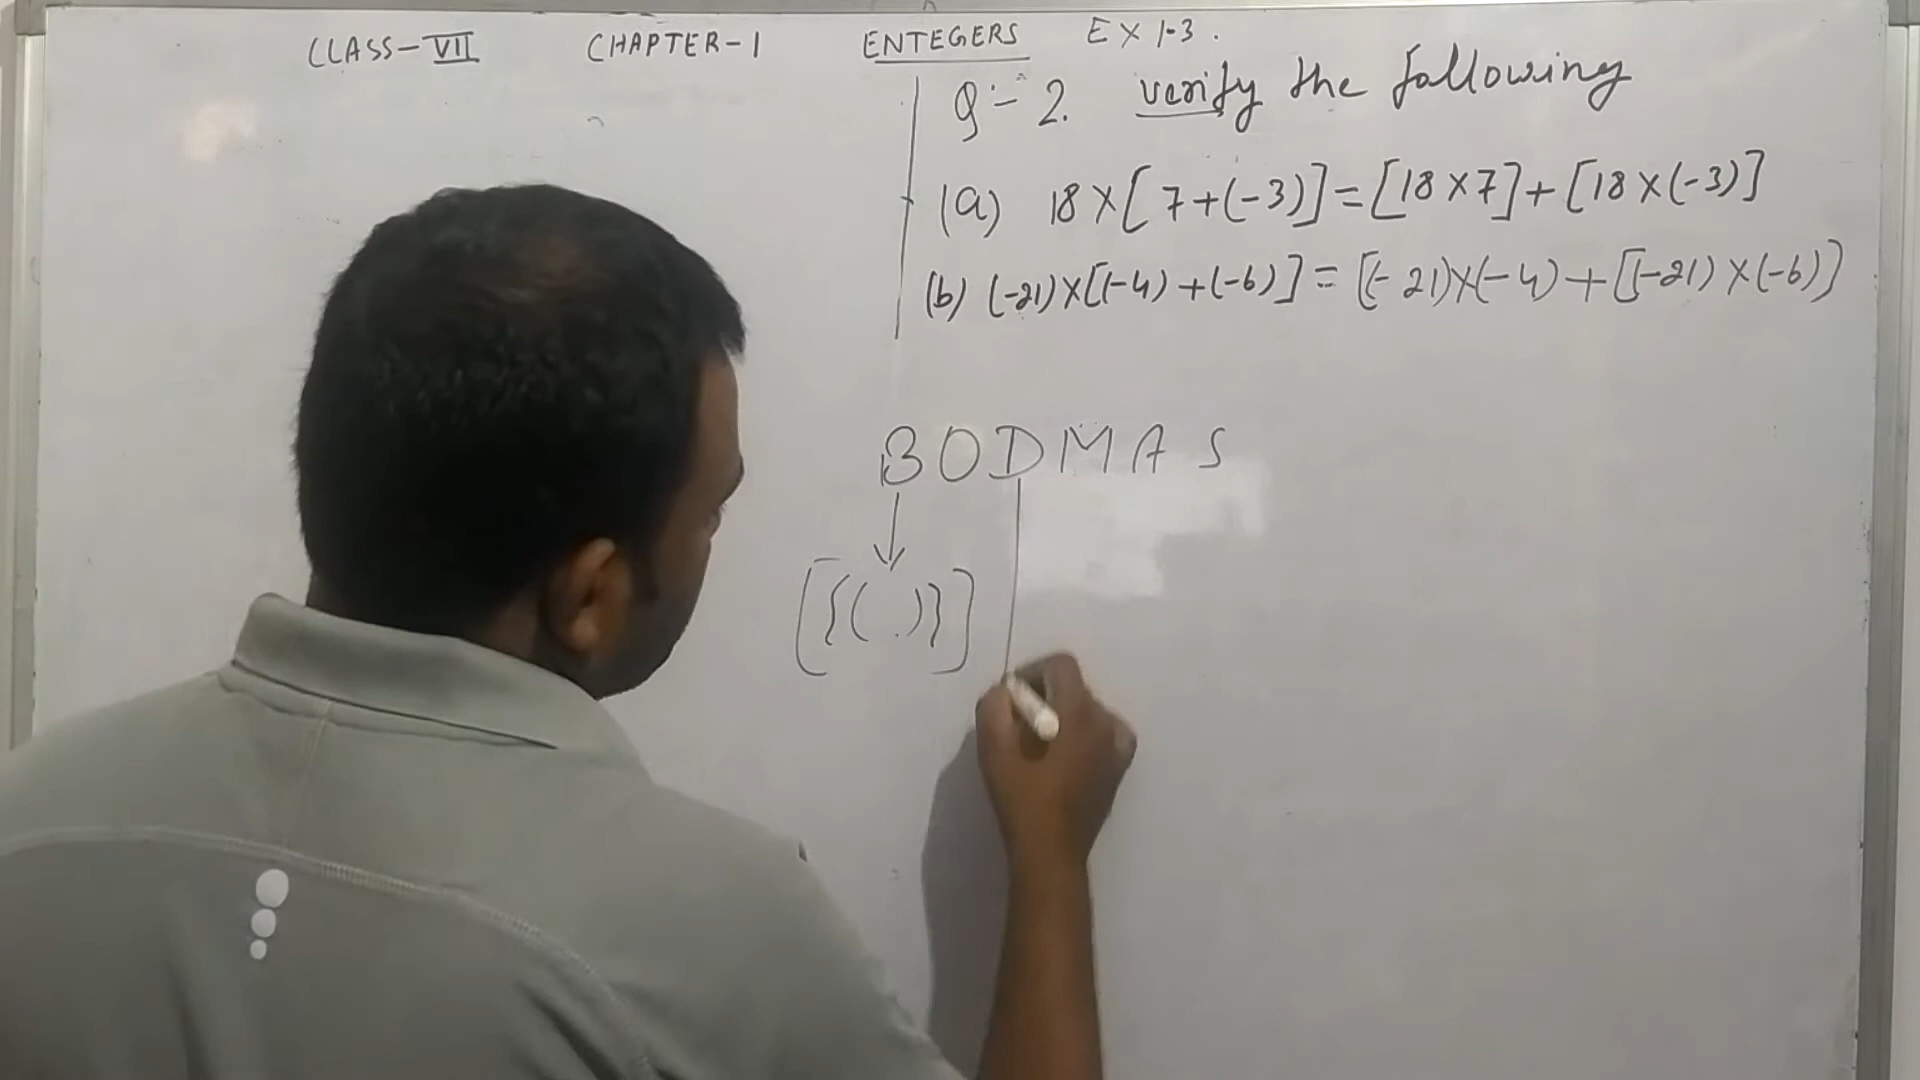 CLASS-VII CHAPTER-1 ENTEGERS EX 1.3.
Q:- 2. verify the following
(a) 18 × [7+(-3)] = [18 × 7] + [18 × (-3)]
(b) (-21) × [(-4) + (-6)] = [(-21) × (-4) + [(-21) × (-6)]
BODMAS
[{(.)}]